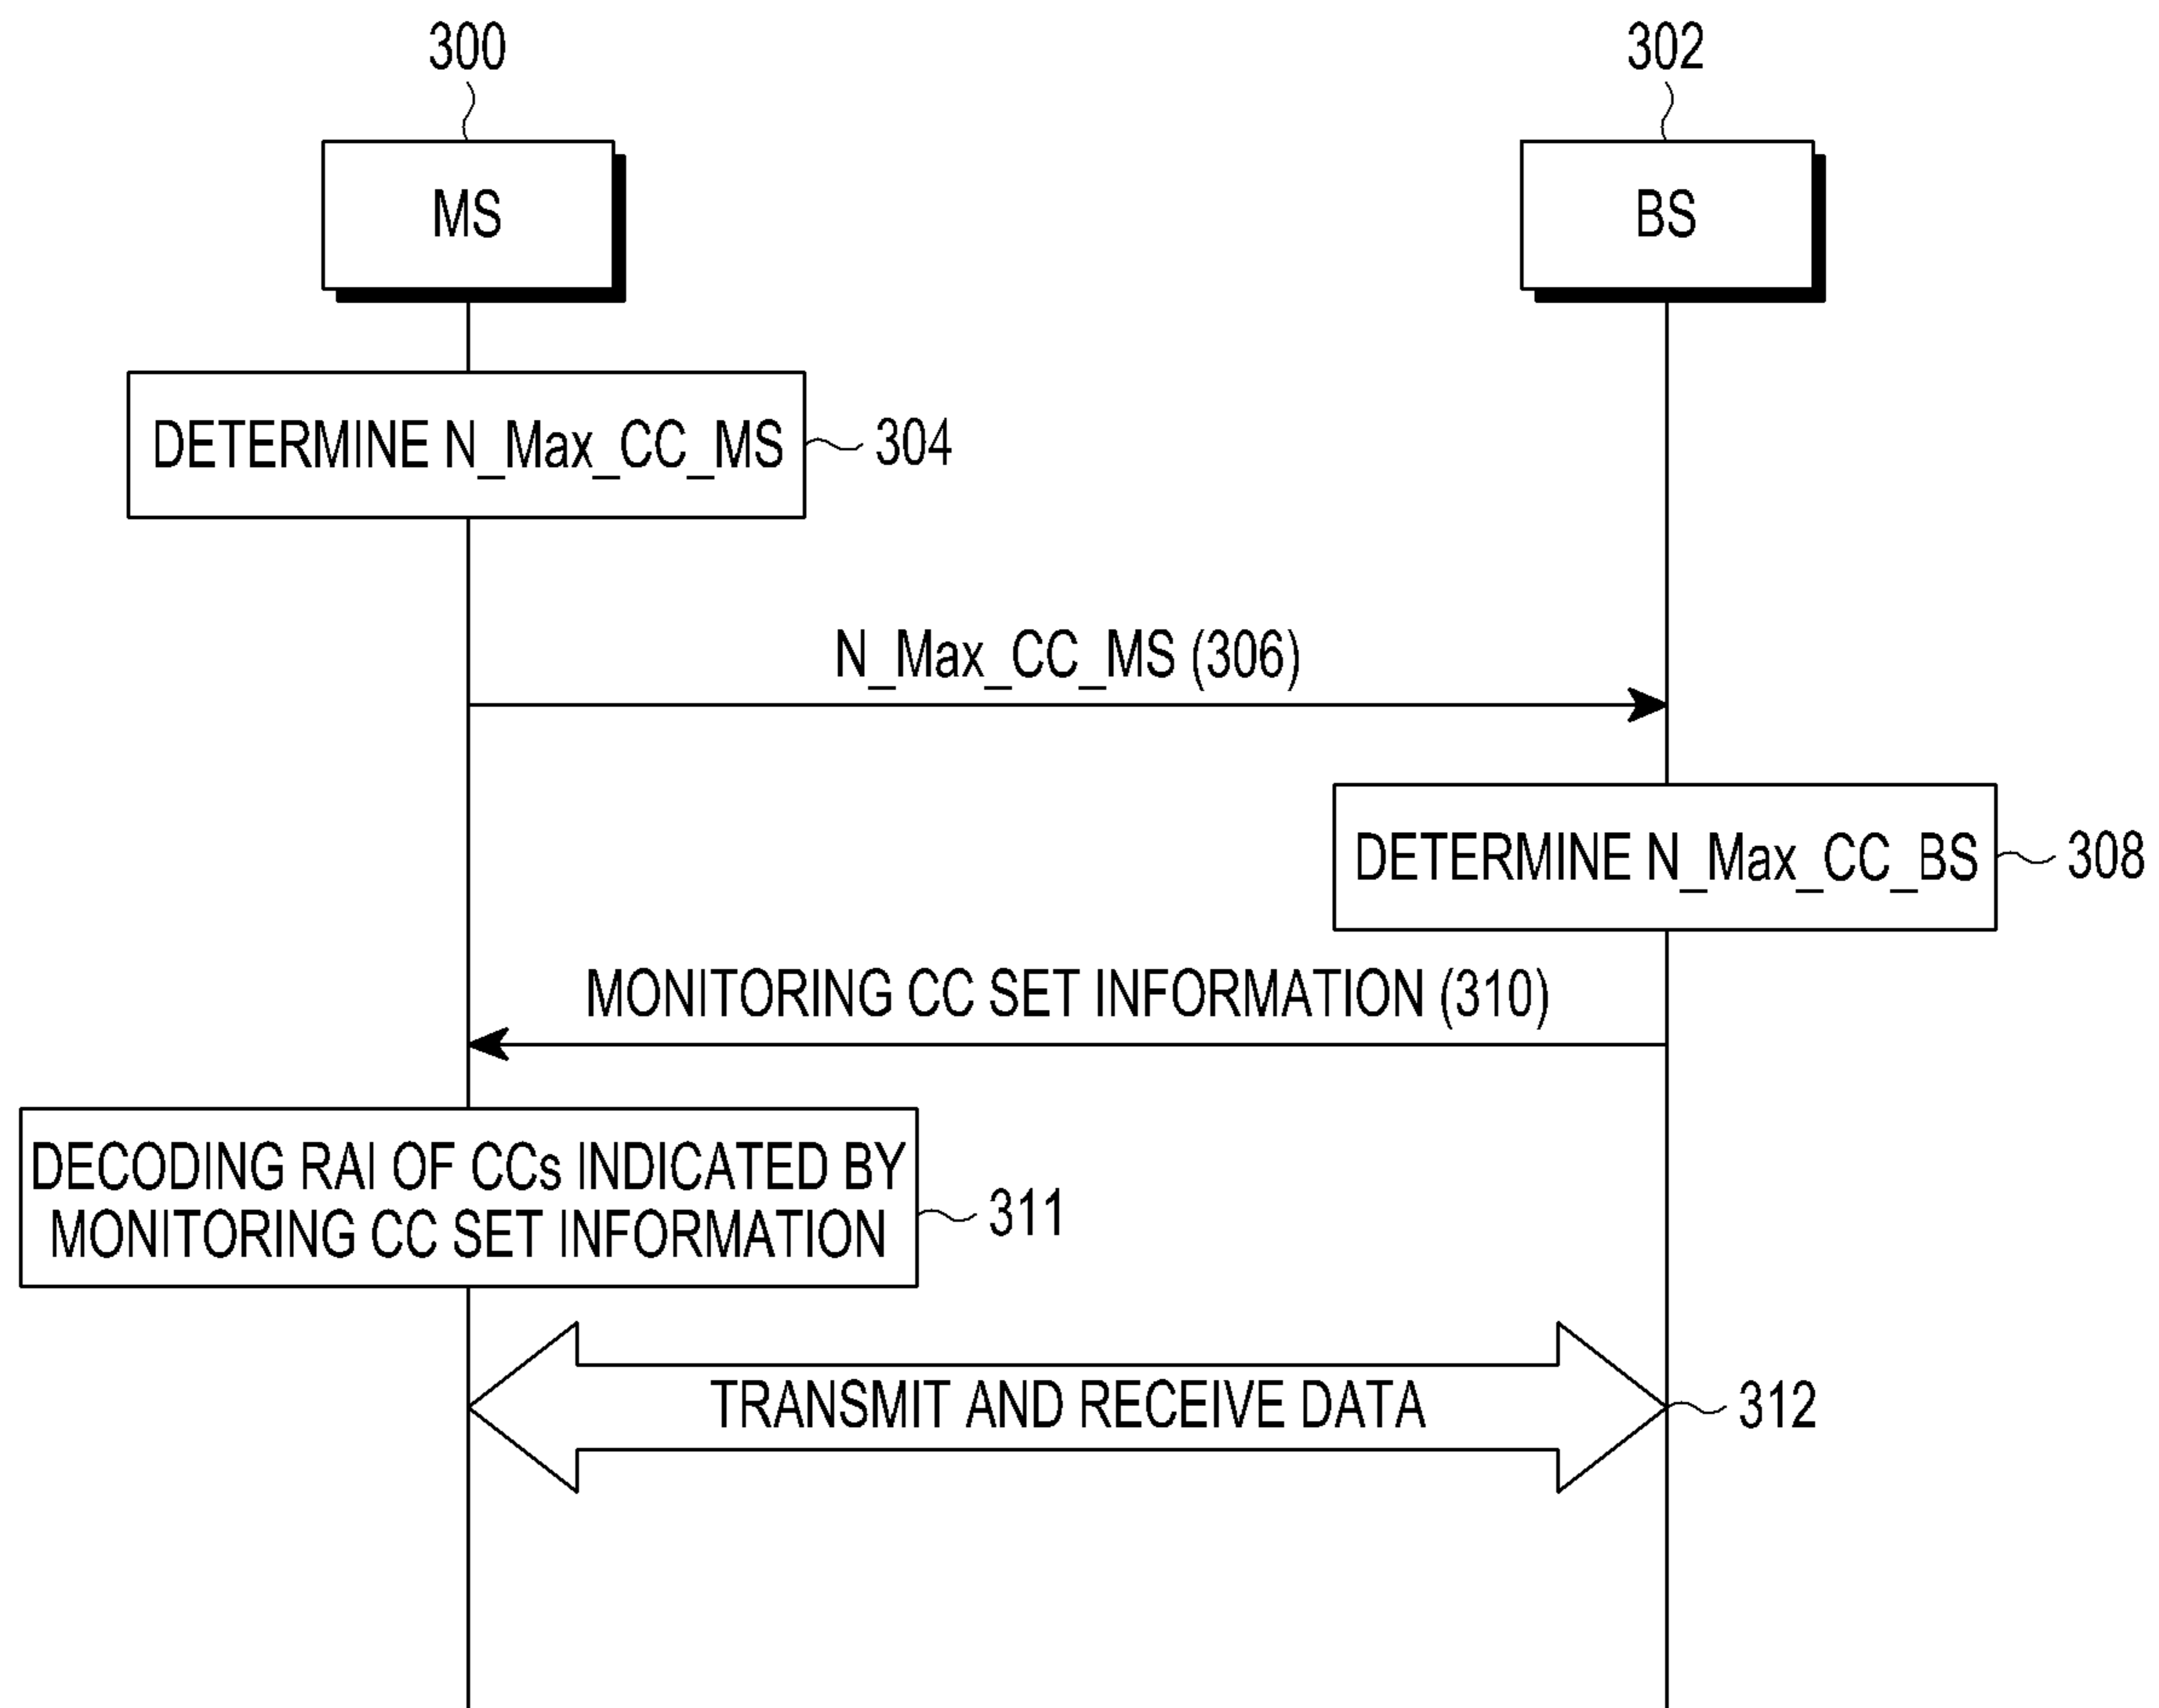 300
302
MS
BS
DETERMINE N_Max_CC_MS
304
N_Max_CC_MS (306)
DETERMINE N_Max_CC_BS
308
MONITORING CC SET INFORMATION (310)
DECODING RAI OF CCs INDICATED BY
MONITORING CC SET INFORMATION
311
TRANSMIT AND RECEIVE DATA
312